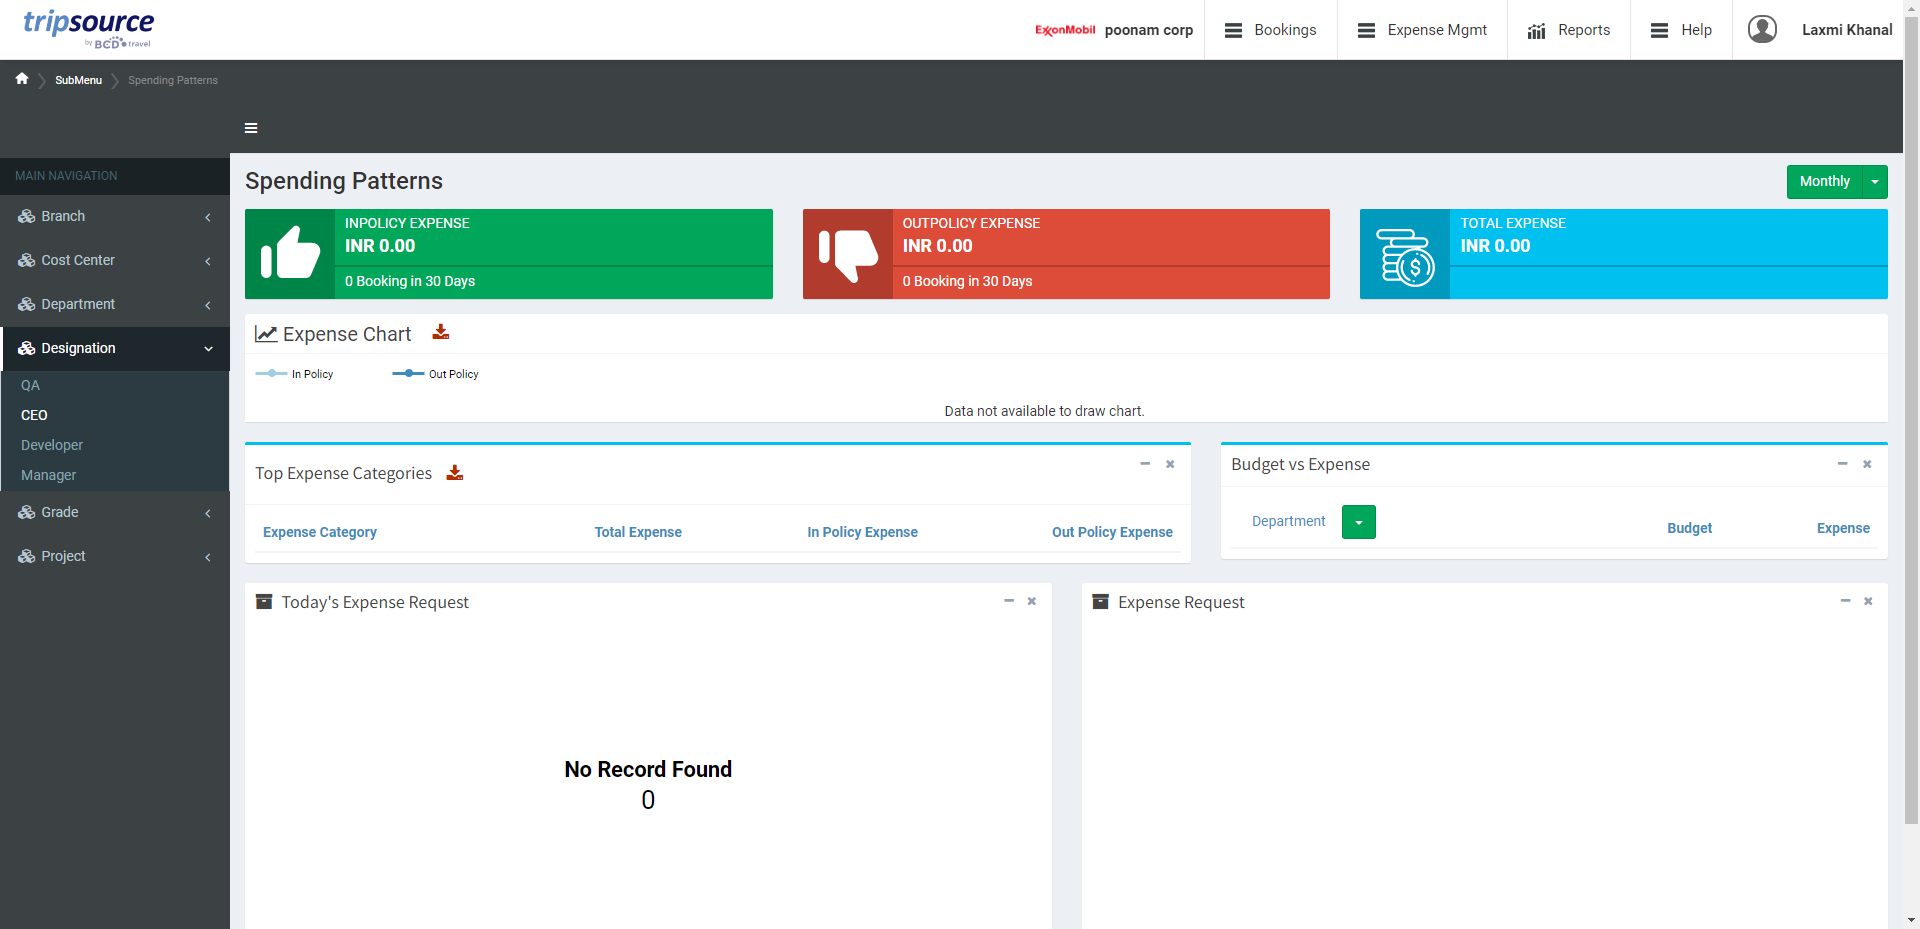 tripsource
by BCD travel
ExxonMobil poonam corp
Bookings
Expense Mgmt
Reports
Help
Laxmi Khanal
SubMenu
Spending Patterns
MAIN NAVIGATION
Branch
Cost Center
Department
Designation
QA
CEO
Developer
Manager
Grade
Project
Spending Patterns
Monthly
INPOLICY EXPENSE
INR 0.00
0 Booking in 30 Days
OUTPOLICY EXPENSE
INR 0.00
0 Booking in 30 Days
TOTAL EXPENSE
INR 0.00
Expense Chart
In Policy
Out Policy
Data not available to draw chart.
Top Expense Categories
Expense Category Total Expense In Policy Expense Out Policy Expense
Budget vs Expense
Department Budget Expense
Today's Expense Request
No Record Found
0
Expense Request